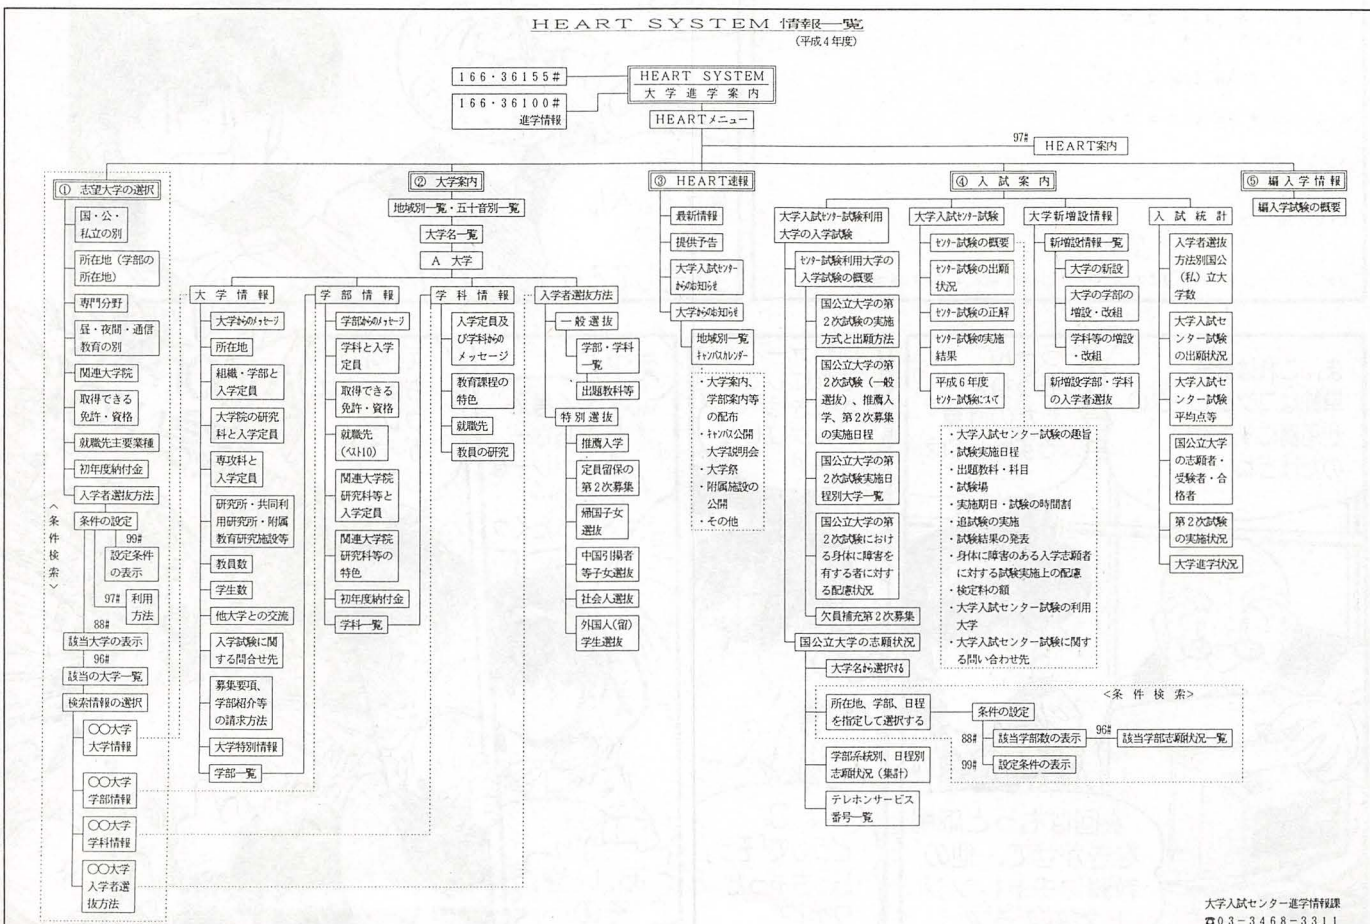 HEART SYSTEM 情報一覧
(平成4年度)
166・36155#
166・36100#
進学情報
HEART SYSTEM
大学進学案内
HEARTメニュー
97#
HEART案内
① 志望大学の選択
国・公・
私立の別
所在地（学部の
所在地）
専門分野
昼・夜間・通信
教育の別
関連大学院
取得できる
免許・資格
就職先主要業種
初年度納付金
入学者選抜方法
<条件検索>
条件の設定
99#
設定条件
の表示
97#
利用
方法
88#
該当大学の表示
96#
該当の大学一覧
検索情報の選択
〇〇大学
大学情報
〇〇大学
学部情報
〇〇大学
学科情報
〇〇大学
入学者選
抜方法
② 大学案内
地域別一覧・五十音別一覧
大学名一覧
A 大学
大学情報
大学からのメッセージ
所在地
組織・学部と
入学定員
大学院の研究
科と入学定員
専攻科と
入学定員
研究所・共同利
用研究所・附属
教育研究施設等
教員数
学生数
他大学との交流
入学試験に関
する問合せ先
募集要項、
学部紹介等
の請求方法
大学特別情報
学部一覧
学部情報
学部からのメッセージ
学科と入学
定員
取得できる
免許・資格
就職先
(ベスト10)
関連大学院
研究科等と
入学定員
関連大学院
研究科等の
特色
初年度納付金
学科一覧
学科情報
入学定員及
び学科からの
メッセージ
教育課程の
特色
就職先
教員の研究
入学者選抜方法
一般選抜
学部・学科
一覧
出題教科等
特別選抜
推薦入学
定員留保の
第2次募集
帰国子女
選抜
中国引揚者
等子女選抜
社会人選抜
外国人(留)
学生選抜
③ HEART速報
最新情報
提供予告
大学入試センター
からのお知らせ
大学からのお知らせ
地域別一覧
キャンパスカレンダー
・大学案内、
学部案内等
の配布
・キャンパス公開
大学説明会
・大学祭
・附属施設の
公開
・その他
④ 入試案内
大学入試センター試験利用
大学の入学試験
センター試験利用大学の
入学試験の概要
国公立大学の第
2次試験の実施
方式と出願方法
国公立大学の第
2次試験（一般
選抜）、推薦入
学、第2次募集
の実施日程
国公立大学の第
2次試験実施日
程別大学一覧
国公立大学の第
2次試験におけ
る身体に障害を
有する者に対す
る配慮状況
欠員補充第2次募集
国公立大学の志願状況
大学名から選択する
所在地、学部、日程
を指定して選択する
学部系統別、日程別
志願状況（集計）
テレホンサービス
番号一覧
<条件検索>
条件の設定
88#
該当学部数の表示
96#
該当学部志願状況一覧
99#
設定条件の表示
大学入試センター試験
センター試験の概要
センター試験の出願
状況
センター試験の正解
センター試験の実施
結果
平成6年度
センター試験について
・大学入試センター試験の趣旨
・試験実施日程
・出題教科・科目
・試験場
・実施期日・試験の時間割
・追試験の実施
・試験結果の発表
・身体に障害のある入学志願者
に対する試験実施上の配慮
・検定料の額
・大学入試センター試験の利用
大学
・大学入試センター試験に関す
る問い合わせ先
大学新増設情報
新増設情報一覧
大学の新設
大学の学部の
増設・改組
学科等の増設
・改組
新増設学部・学科
の入学者選抜
入試統計
入学者選抜
方法別国公
（私）立大
学数
大学入試セ
ンター試験
の出願状況
大学入試セ
ンター試験
平均点等
国公立大学
の志願者・
受験者・合
格者
第2次試験
の実施状況
大学進学状況
⑤ 編入学情報
編入学試験の概要
大学入試センター進学情報課
☎03-3468-3311